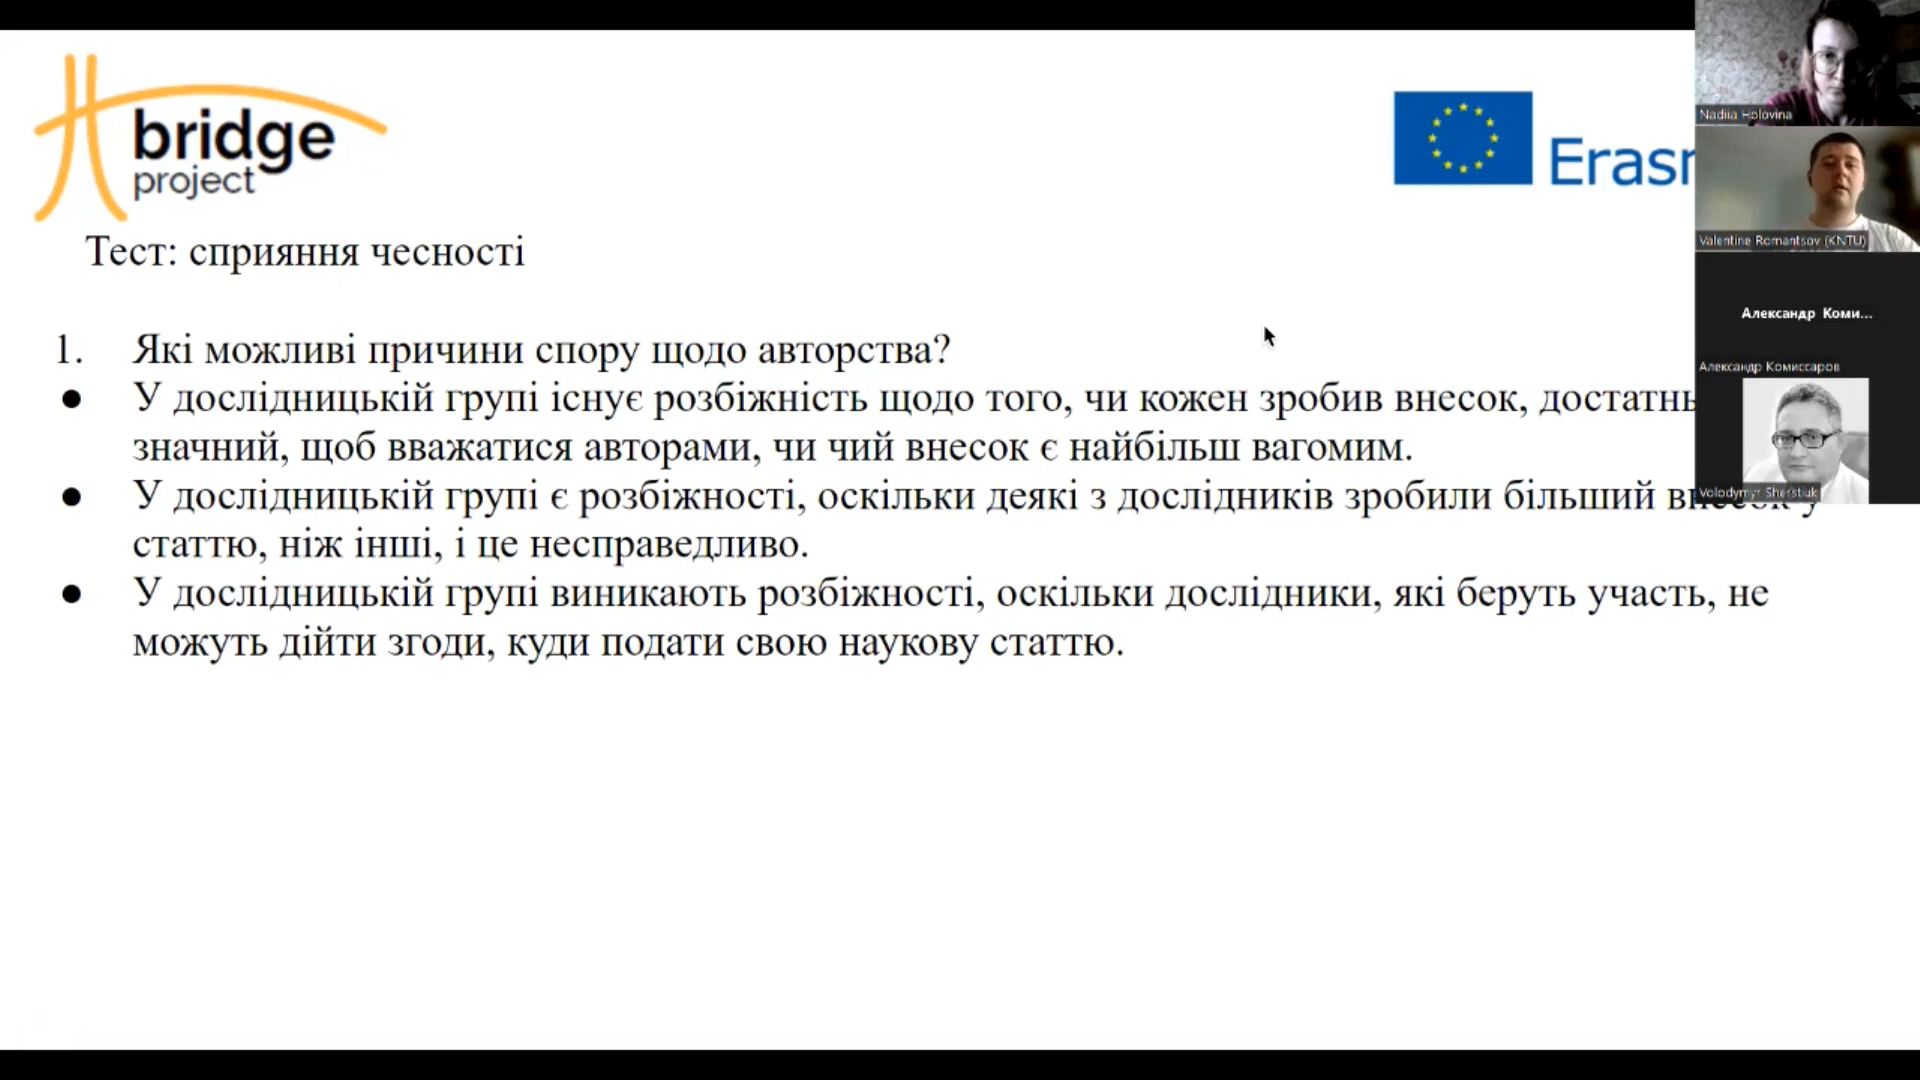 bridge
project
Erasm
Тест: сприяння чесності
1. Які можливі причини спору щодо авторства?
● У дослідницькій групі існує розбіжність щодо того, чи кожен зробив внесок,
значний, щоб вважатися авторами, чи чий внесок є найбільш вагомим.
● У дослідницькій групі є розбіжності, оскільки деякі з дослідників зробили більший внесок у
статтю, ніж інші, і це несправедливо.
● У дослідницькій групі виникають розбіжності, оскільки дослідники, які беруть участь, не
можуть дійти згоди, куди подати свою наукову статтю.
Nadiia Holovina
Valentine Romantsov (KNTU)
Александр Коми...
Александр Комиссаров
Volodymyr Sherstiuk